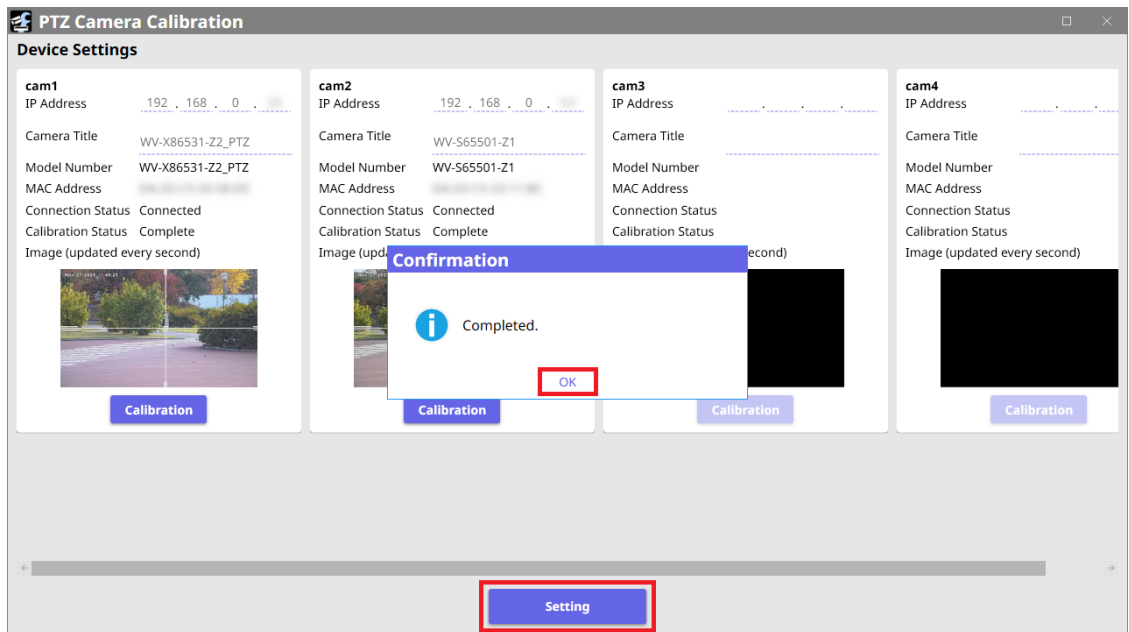 PTZ Camera Calibration
Device Settings
cam1
IP Address 192 . 168 . 0 .
Camera Title WV-X86531-Z2_PTZ
Model Number WV-X86531-Z2_PTZ
MAC Address
Connection Status Connected
Calibration Status Complete
Image (updated every second)
Calibration
cam2
IP Address 192 . 168 . 0 .
Camera Title WV-S65501-Z1
Model Number WV-S65501-Z1
MAC Address
Connection Status Connected
Calibration Status Complete
Image (upd
Calibration
cam3
IP Address . . .
Camera Title
Model Number
MAC Address
Connection Status
Calibration Status
econd)
Calibration
cam4
IP Address . .
Camera Title
Model Number
MAC Address
Connection Status
Calibration Status
Image (updated every second)
Calibration
Confirmation
Completed.
OK
Setting